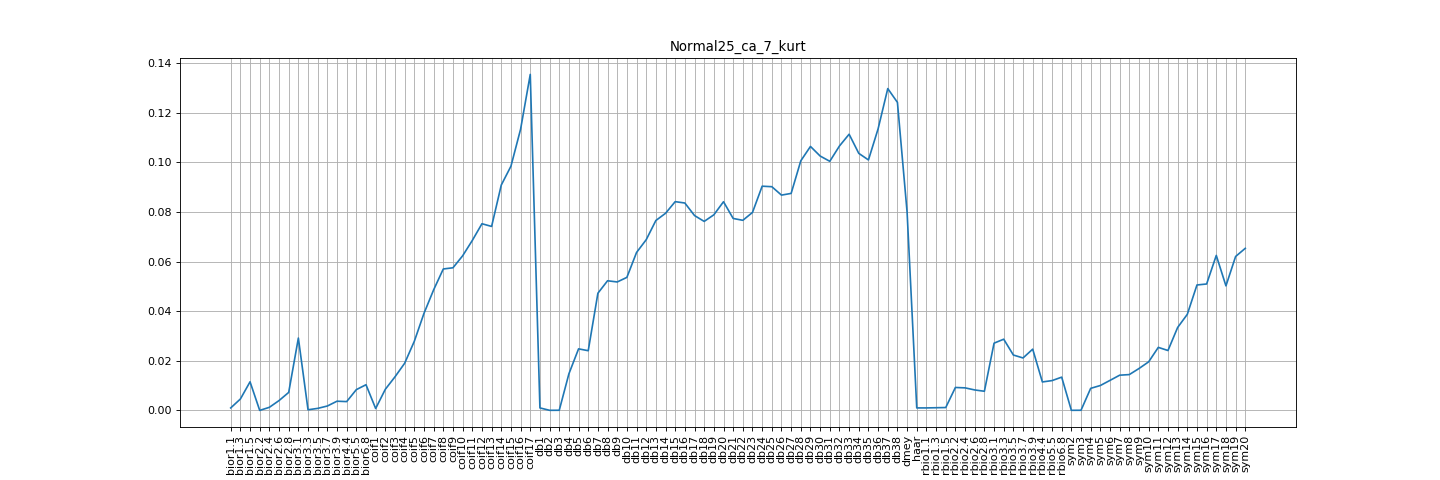 Normal25_ca_7_kurt
0.14
0.12
0.10
0.08
0.06
0.04
0.02
0.00
bior1.1
bior1.3
bior1.5
bior2.2
bior2.4
bior2.6
bior2.8
bior3.1
bior3.3
bior3.5
bior3.7
bior3.9
bior4.4
bior5.5
bior6.8
coif1
coif2
coif3
coif4
coif5
coif6
coif7
coif8
coif9
coif10
coif11
coif12
coif13
coif14
coif15
coif16
coif17
db1
db2
db3
db4
db5
db6
db7
db8
db9
db10
db11
db12
db13
db14
db15
db16
db17
db18
db19
db20
db21
db22
db23
db24
db25
db26
db27
db28
db29
db30
db31
db32
db33
db34
db35
db36
db37
db38
dmey
haar
rbio1.1
rbio1.3
rbio1.5
rbio2.2
rbio2.4
rbio2.6
rbio2.8
rbio3.1
rbio3.3
rbio3.5
rbio3.7
rbio3.9
rbio4.4
rbio5.5
rbio6.8
sym2
sym3
sym4
sym5
sym6
sym7
sym8
sym9
sym10
sym11
sym12
sym13
sym14
sym15
sym16
sym17
sym18
sym19
sym20